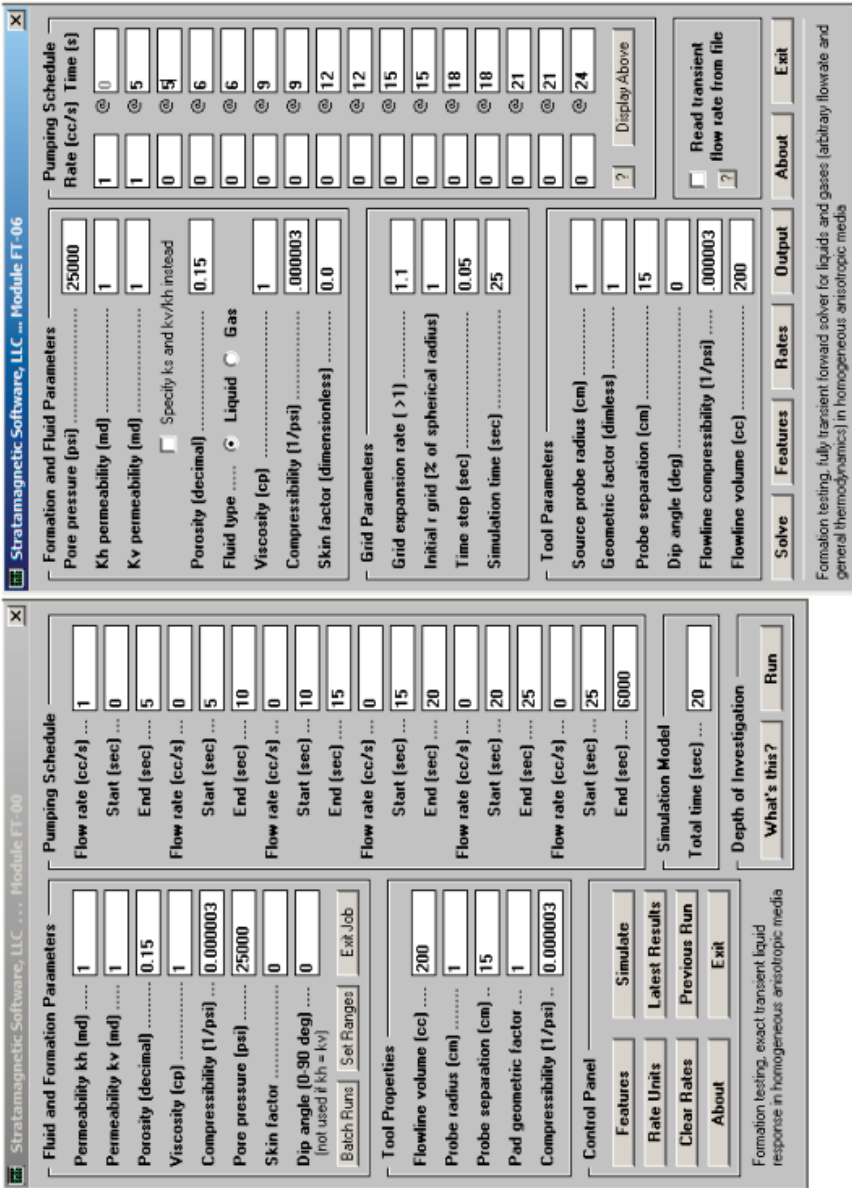 Stratamagnetic Software, LLC . . . Module FT-00
Fluid and Formation Parameters
Permeability kh (md) ----- 1
Permeability kv (md) ----- 1
Porosity (decimal) ------------- 0.15
Viscosity (cp) -------------------- 1
Compressibility (1/psi) --- 0.000003
Pore pressure (psi) ----------- 25000
Skin factor ------------------------- 0
Dip angle (0-90 deg) ---- 0
(not used if kh = kv)
Batch Runs Set Ranges Exit Job
Tool Properties
Flowline volume (cc) --- 200
Probe radius (cm) -------- 1
Probe separation (cm) -- 15
Pad geometric factor --- 1
Compressibility (1/psi) -- 0.000003
Control Panel
Features Simulate
Rate Units Latest Results
Clear Rates Previous Run
About Exit
Formation testing, exact transient liquid
response in homogeneous anisotropic media
Pumping Schedule
Flow rate (cc/s) --- 1
Start (sec) --- 0
End (sec) --- 5
Flow rate (cc/s) --- 0
Start (sec) --- 5
End (sec) --- 10
Flow rate (cc/s) --- 0
Start (sec) --- 10
End (sec) --- 15
Flow rate (cc/s) --- 0
Start (sec) --- 15
End (sec) --- 20
Flow rate (cc/s) --- 0
Start (sec) --- 20
End (sec) --- 25
Flow rate (cc/s) --- 0
Start (sec) --- 25
End (sec) --- 6000
Simulation Model
Total time (sec) --- 20
Depth of Investigation
What's this? Run
Stratamagnetic Software, LLC ... Module FT-06
Formation and Fluid Parameters
Pore pressure (psi) ........................ 25000
Kh permeability (md) ..................... 1
Kv permeability (md) ..................... 1
Specify ks and kv/kh instead
Porosity (decimal) ......................... 0.15
Fluid type ...... Liquid Gas
Viscosity (cp) ................................ 1
Compressibility (1/psi) .................. .000003
Skin factor (dimensionless) ........... 0.0
Grid Parameters
Grid expansion rate ( >1) .............. 1.1
Initial r grid (% of spherical radius) 1
Time step (sec) ............................. 0.05
Simulation time (sec) .................... 25
Tool Parameters
Source probe radius (cm) .............. 1
Geometric factor (dimless) ............ 1
Probe separation (cm) ................... 15
Dip angle (deg) ............................. 0
Flowline compressibility (1/psi) .... .000003
Flowline volume (cc) ..................... 200
Solve Features Rates Output About Exit
Formation testing, fully transient forward solver for liquids and gases (arbitrary flowrate and
general thermodynamics) in homogeneous anisotropic media
Pumping Schedule
Rate (cc/s) Time (s)
1 @ 0
1 @ 5
0 @ 5
0 @ 6
0 @ 6
0 @ 9
0 @ 9
0 @ 12
0 @ 12
0 @ 15
0 @ 15
0 @ 18
0 @ 18
0 @ 21
0 @ 21
0 @ 24
? Display Above
Read transient
flow rate from file
?